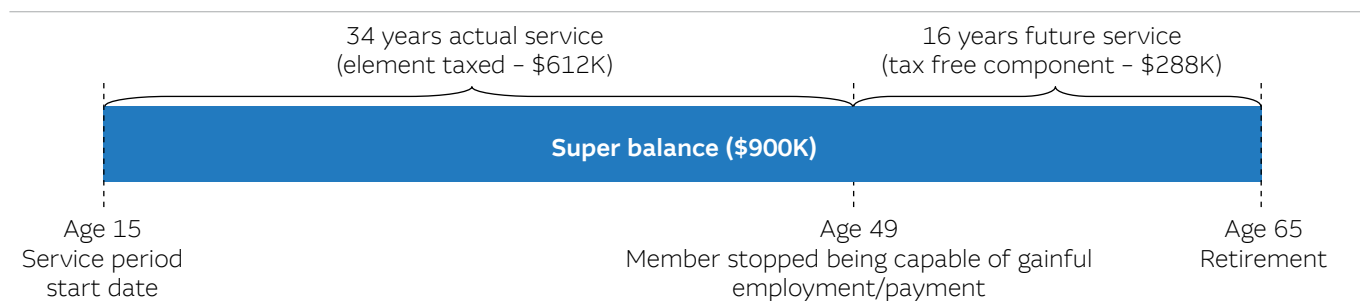 34 years actual service
(element taxed – $612K)
16 years future service
(tax free component – $288K)
Super balance ($900K)
Age 15
Service period
start date
Age 49
Member stopped being capable of gainful
employment/payment
Age 65
Retirement